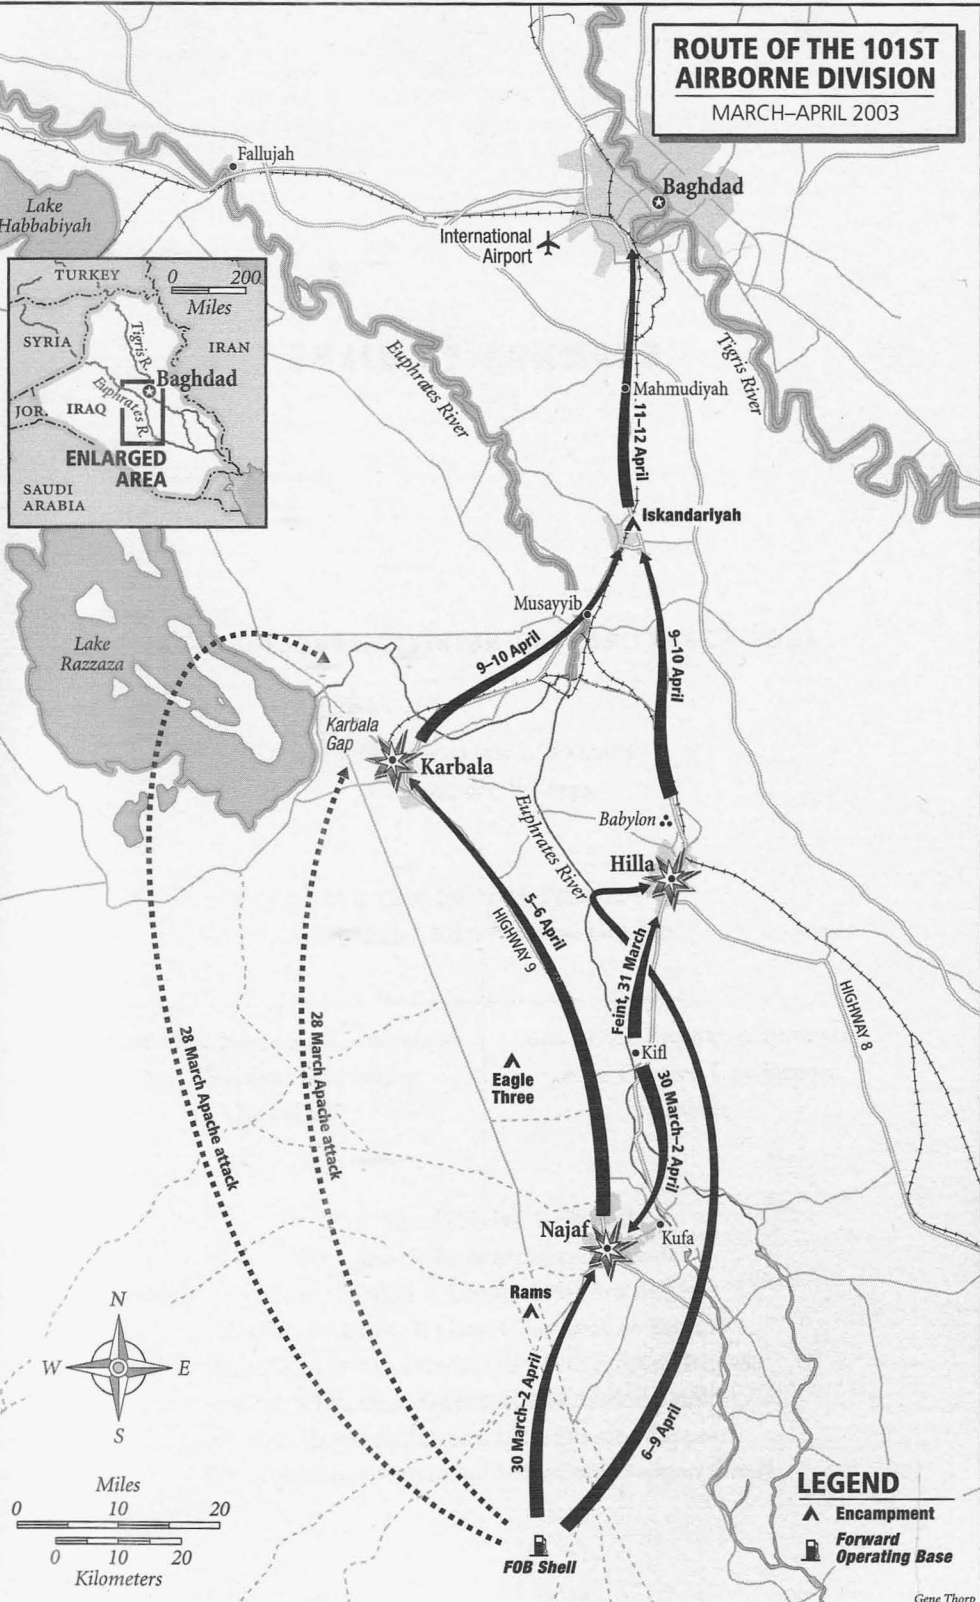 ROUTE OF THE 101ST
AIRBORNE DIVISION
MARCH–APRIL 2003
Fallujah
Baghdad
Lake
Habbabiyah
International
Airport
TURKEY
0 200
Miles
SYRIA
Tigris R.
IRAN
Baghdad
Euphrates R.
JOR.
IRAQ
ENLARGED
AREA
SAUDI
ARABIA
Euphrates River
Tigris River
Mahmudiyah
11–12 April
Iskandariyah
Musayyib
9–10 April
9–10 April
Lake
Razzaza
Karbala
Gap
Karbala
Babylon
Euphrates River
Hilla
5–6 April
HIGHWAY 9
Feint, 31 March
HIGHWAY 8
Kifl
28 March Apache attack
28 March Apache attack
Eagle
Three
30 March–2 April
Najaf
Kufa
Rams
N
W E
S
30 March–2 April
6–9 April
Miles
0 10 20
0 10 20
Kilometers
FOB Shell
LEGEND
Encampment
Forward
Operating Base
Gene Thorp